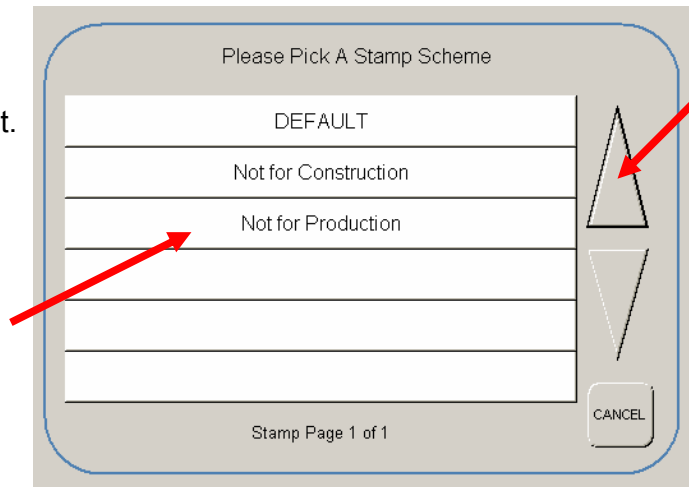 Please Pick A Stamp Scheme
t.
DEFAULT
Not for Construction
Not for Production
CANCEL
Stamp Page 1 of 1